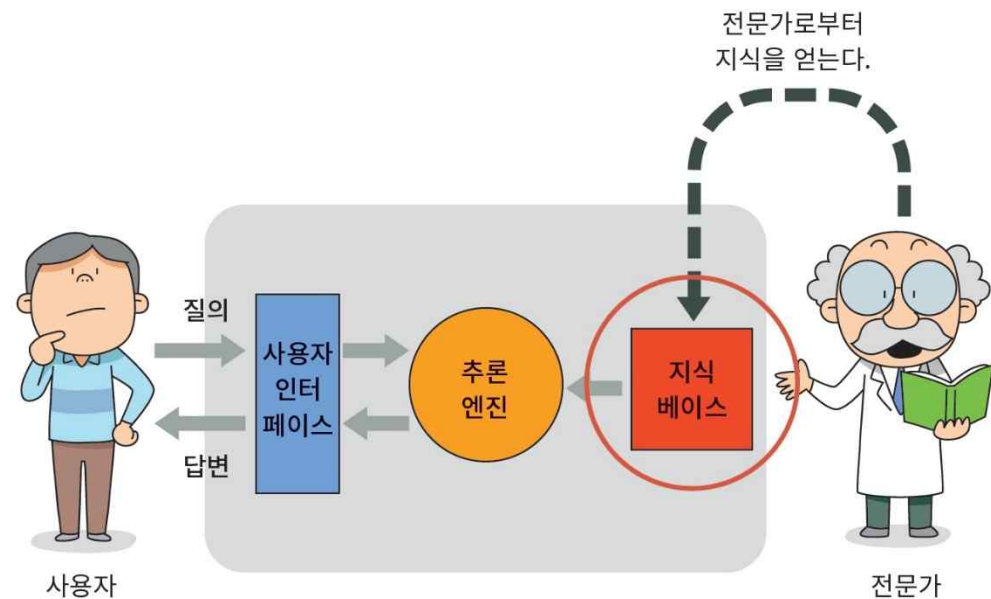 전문가로부터
지식을 얻는다.
질의
사용자
인터
페이스
추론
엔진
지식
베이스
답변
사용자
전문가